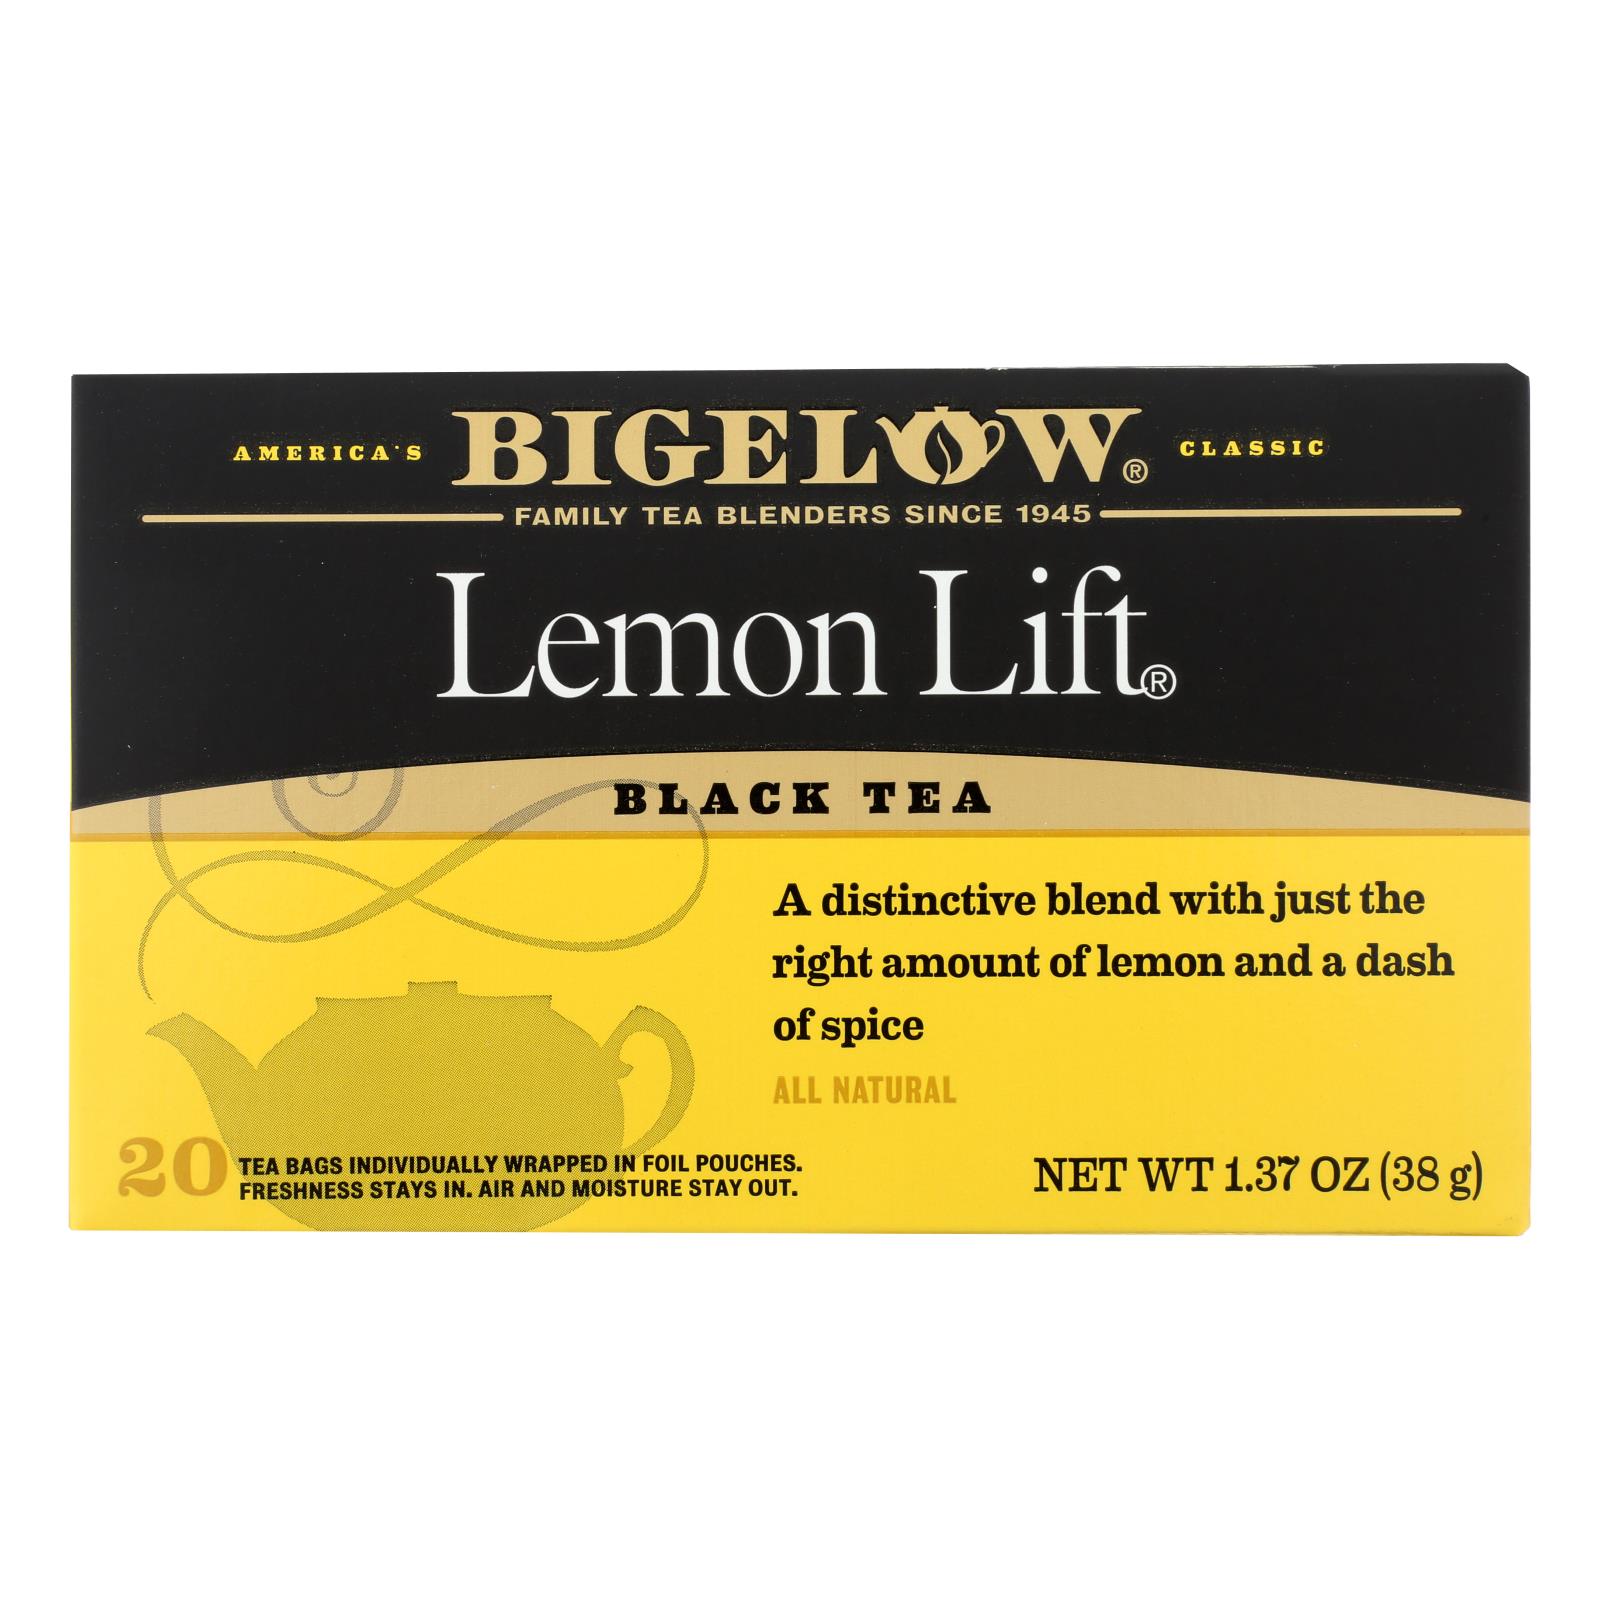 AMERICA'S BIGELOW® CLASSIC
FAMILY TEA BLENDERS SINCE 1945
Lemon Lift®
BLACK TEA
A distinctive blend with just the
right amount of lemon and a dash
of spice
ALL NATURAL
20 TEA BAGS INDIVIDUALLY WRAPPED IN FOIL POUCHES.
FRESHNESS STAYS IN. AIR AND MOISTURE STAY OUT.
NET WT 1.37 OZ (38 g)